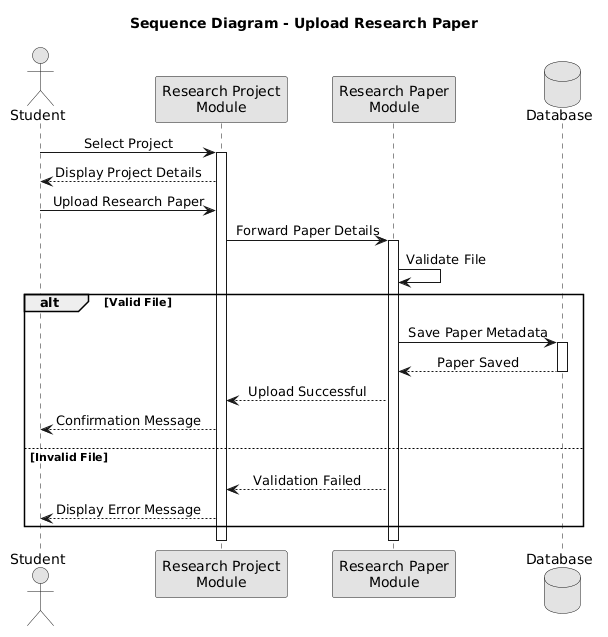 Sequence Diagram - Upload Research Paper
Student
Research Project
Module
Research Paper
Module
Database
Select Project
Display Project Details
Upload Research Paper
Forward Paper Details
Validate File
alt
[Valid File]
Save Paper Metadata
Paper Saved
Upload Successful
Confirmation Message
[Invalid File]
Validation Failed
Display Error Message
Student
Research Project
Module
Research Paper
Module
Database